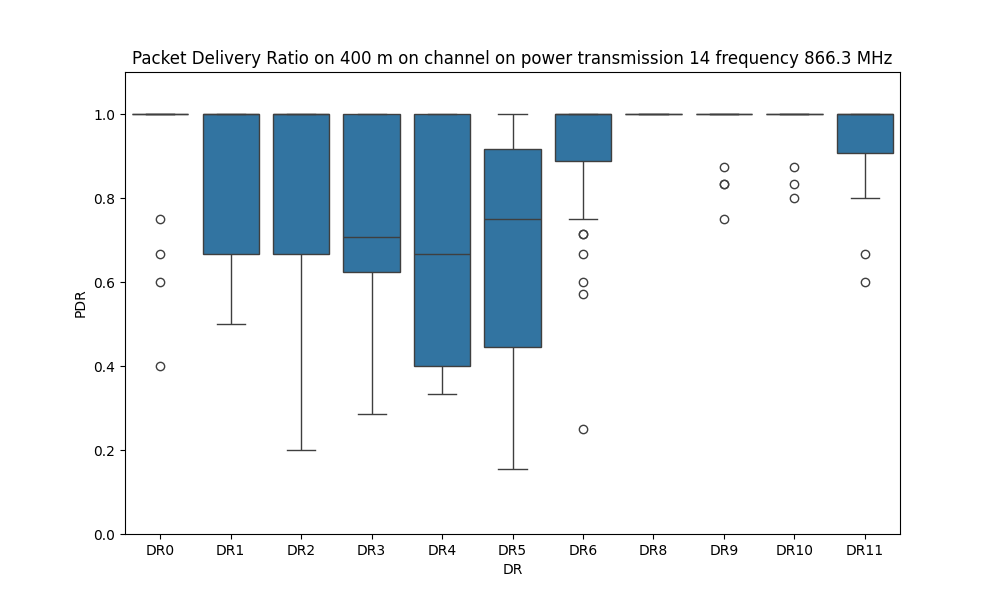 Packet Delivery Ratio on 400 m on channel on power transmission 14 frequency 866.3 MHz
PDR
1.0
0.8
0.6
0.4
0.2
0.0
DR0 DR1 DR2 DR3 DR4 DR5 DR6 DR8 DR9 DR10 DR11
DR